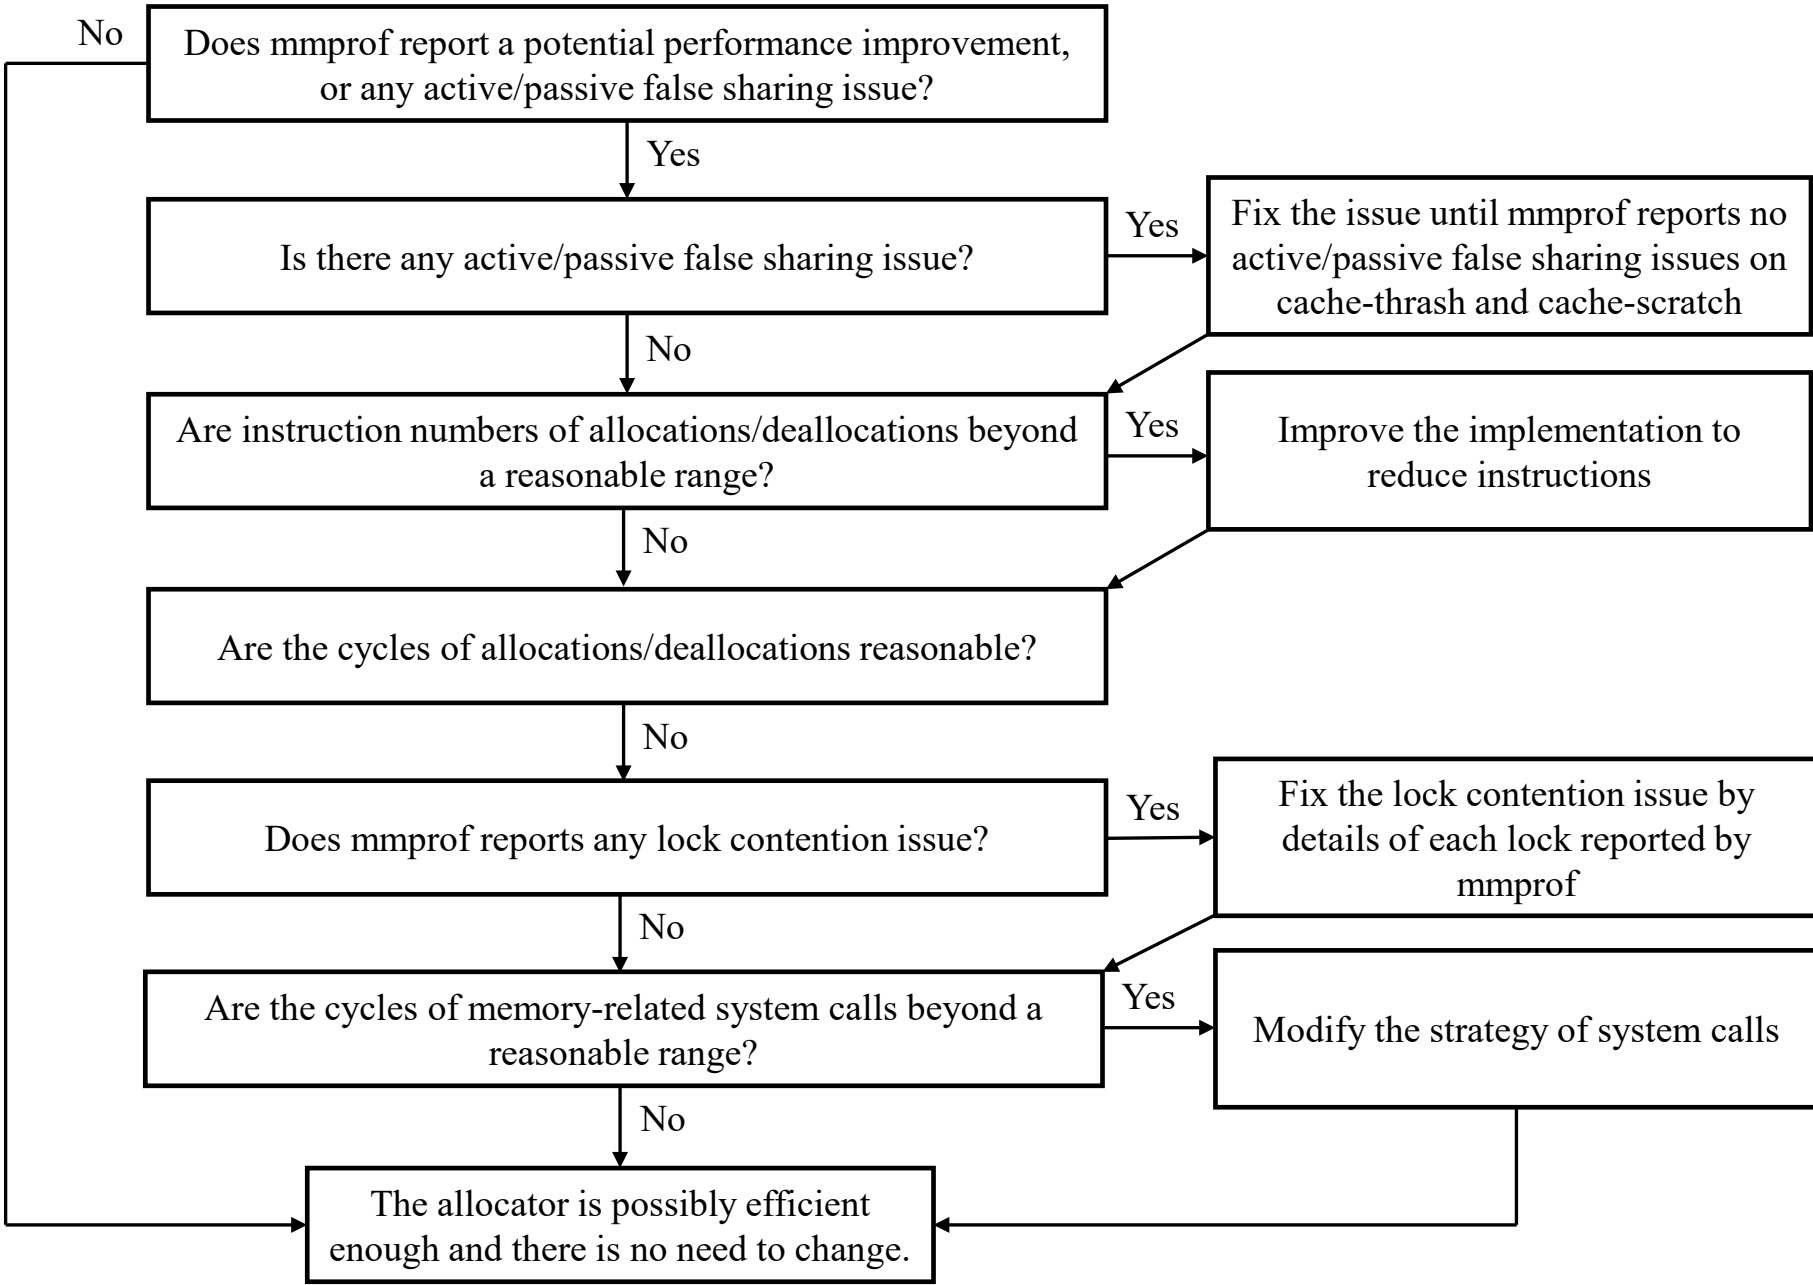 No
Does mmprof report a potential performance improvement,
or any active/passive false sharing issue?
Yes
Is there any active/passive false sharing issue?
Yes
Fix the issue until mmprof reports no
active/passive false sharing issues on
cache-thrash and cache-scratch
No
Are instruction numbers of allocations/deallocations beyond
a reasonable range?
Yes
Improve the implementation to
reduce instructions
No
Are the cycles of allocations/deallocations reasonable?
No
Does mmprof reports any lock contention issue?
Yes
Fix the lock contention issue by
details of each lock reported by
mmprof
No
Are the cycles of memory-related system calls beyond a
reasonable range?
Yes
Modify the strategy of system calls
No
The allocator is possibly efficient
enough and there is no need to change.